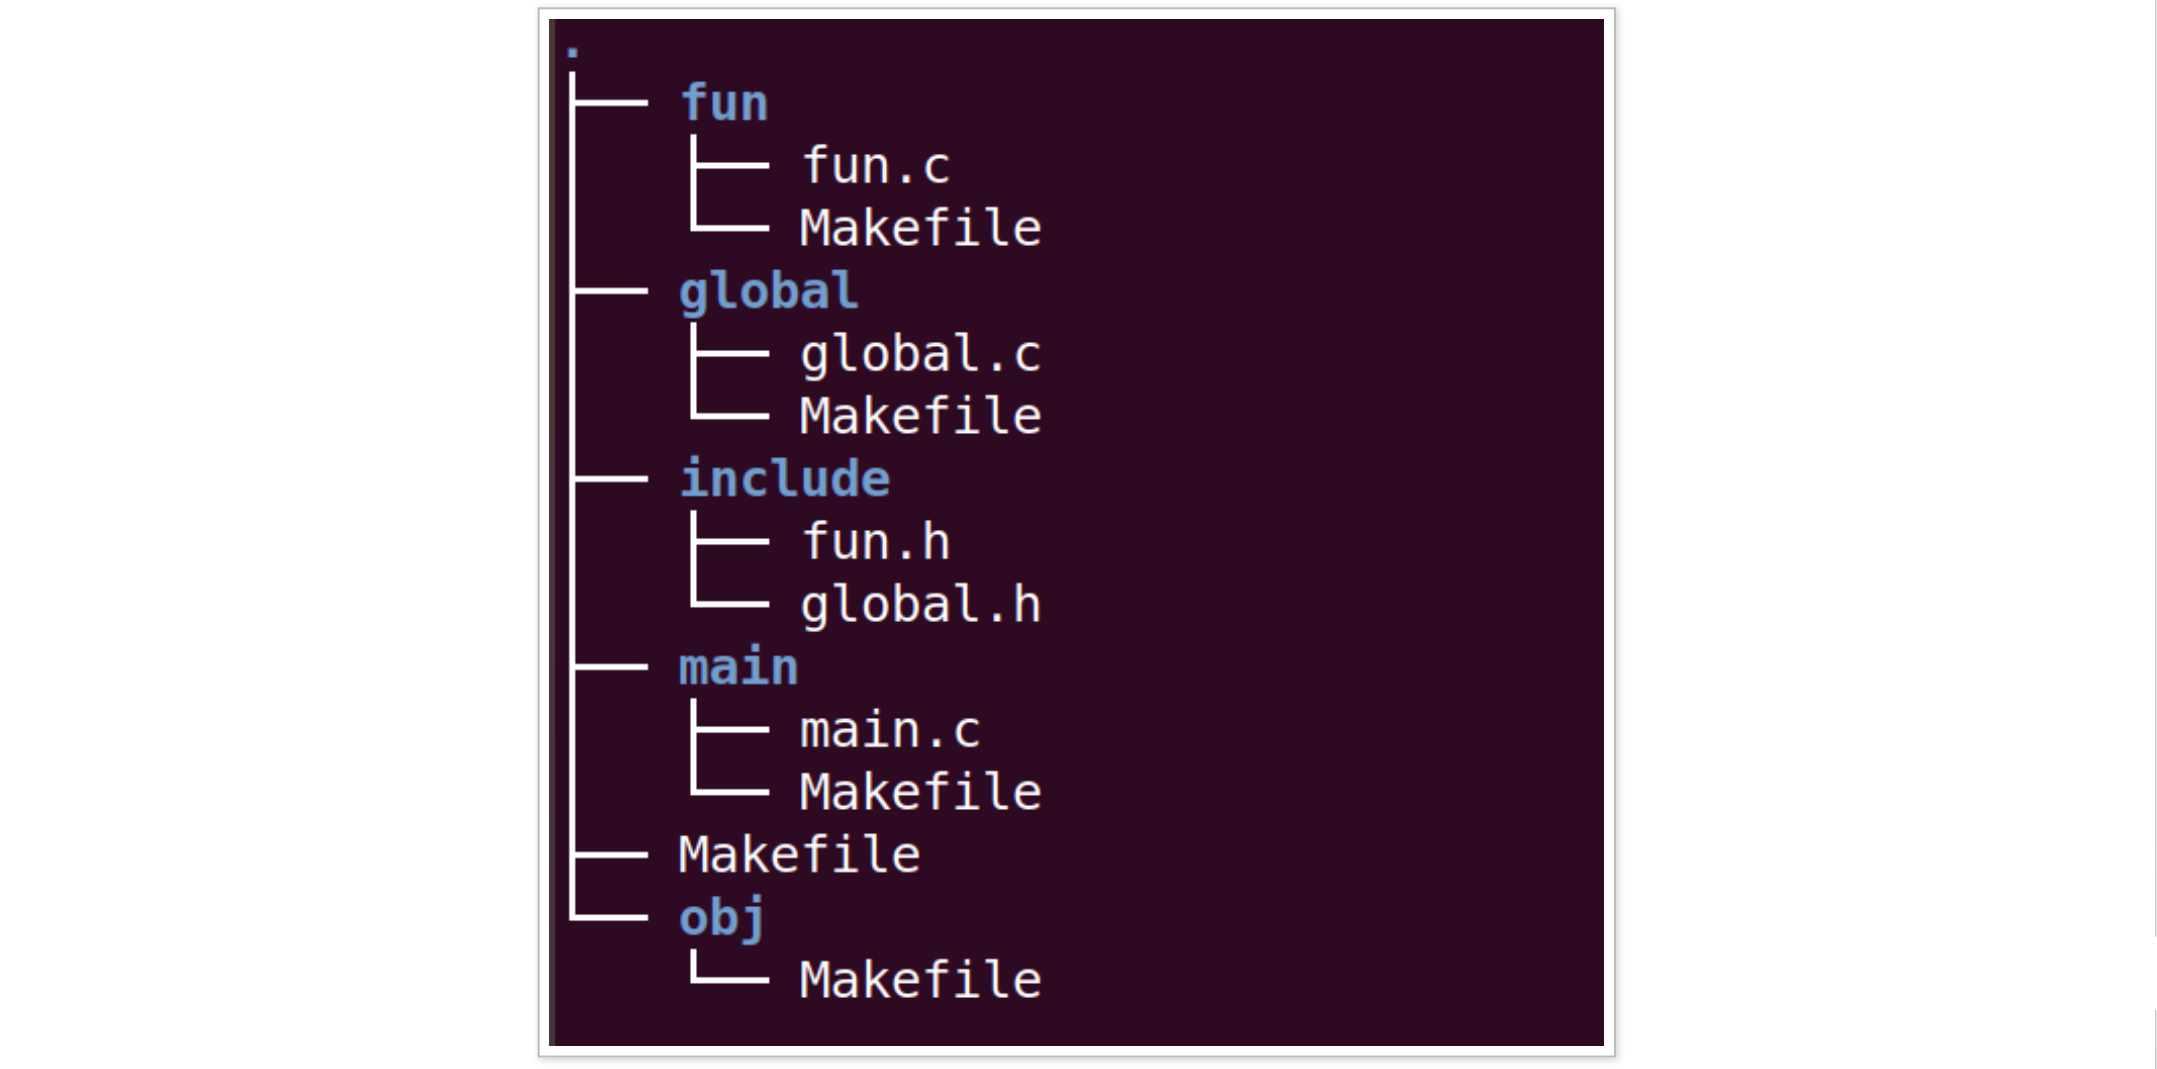 .
├── fun
│   ├── fun.c
│   └── Makefile
├── global
│   ├── global.c
│   └── Makefile
├── include
│   ├── fun.h
│   └── global.h
├── main
│   ├── main.c
│   └── Makefile
├── Makefile
└── obj
    └── Makefile